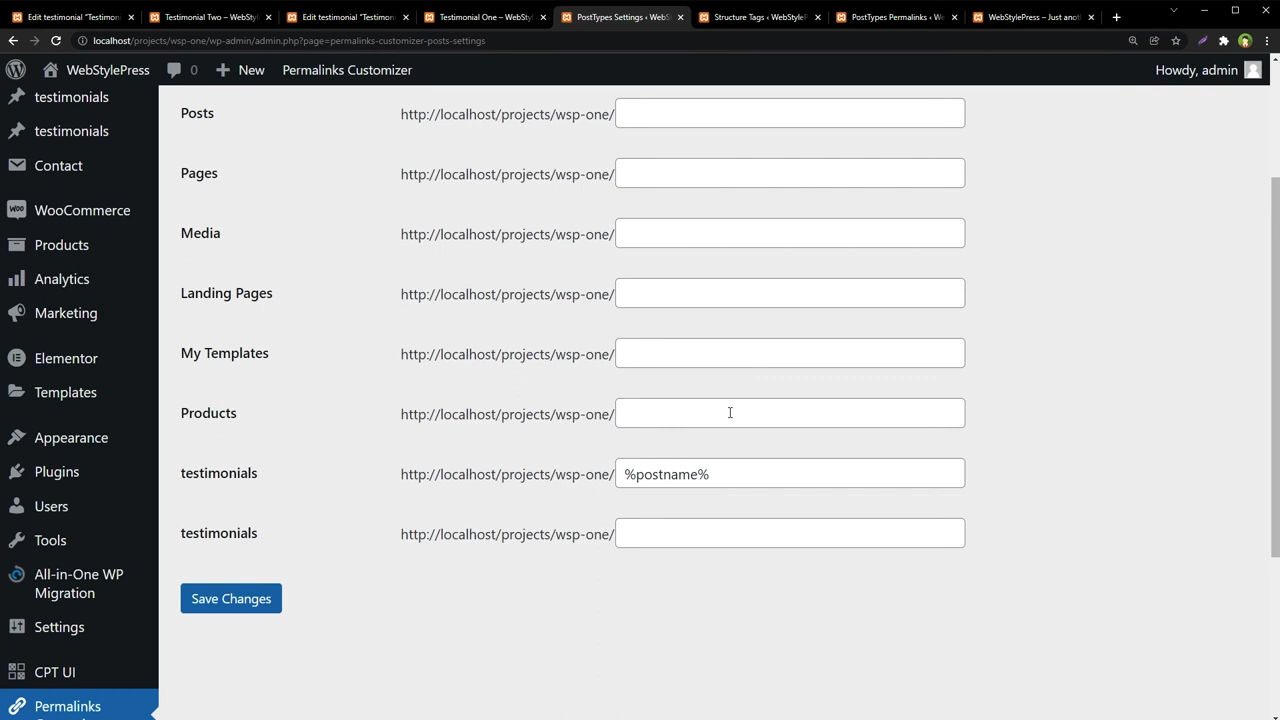 Edit testimonial "Testimoni
Testimonial Two – WebStyl
Edit testimonial "Testimon
Testimonial One – WebStyl
PostTypes Settings ‹ WebS
Structure Tags ‹ WebStyleP
PostTypes Permalinks ‹ We
WebStylePress – Just anot
localhost/projects/wsp-one/wp-admin/admin.php?page=permalinks-customizer-posts-settings
WebStylePress 0 New Permalinks Customizer Howdy, admin
testimonials
testimonials
Contact
WooCommerce
Products
Analytics
Marketing
Elementor
Templates
Appearance
Plugins
Users
Tools
All-in-One WP
Migration
Settings
CPT UI
Permalinks
Posts http://localhost/projects/wsp-one/
Pages http://localhost/projects/wsp-one/
Media http://localhost/projects/wsp-one/
Landing Pages http://localhost/projects/wsp-one/
My Templates http://localhost/projects/wsp-one/
Products http://localhost/projects/wsp-one/
testimonials http://localhost/projects/wsp-one/ %postname%
testimonials http://localhost/projects/wsp-one/
Save Changes